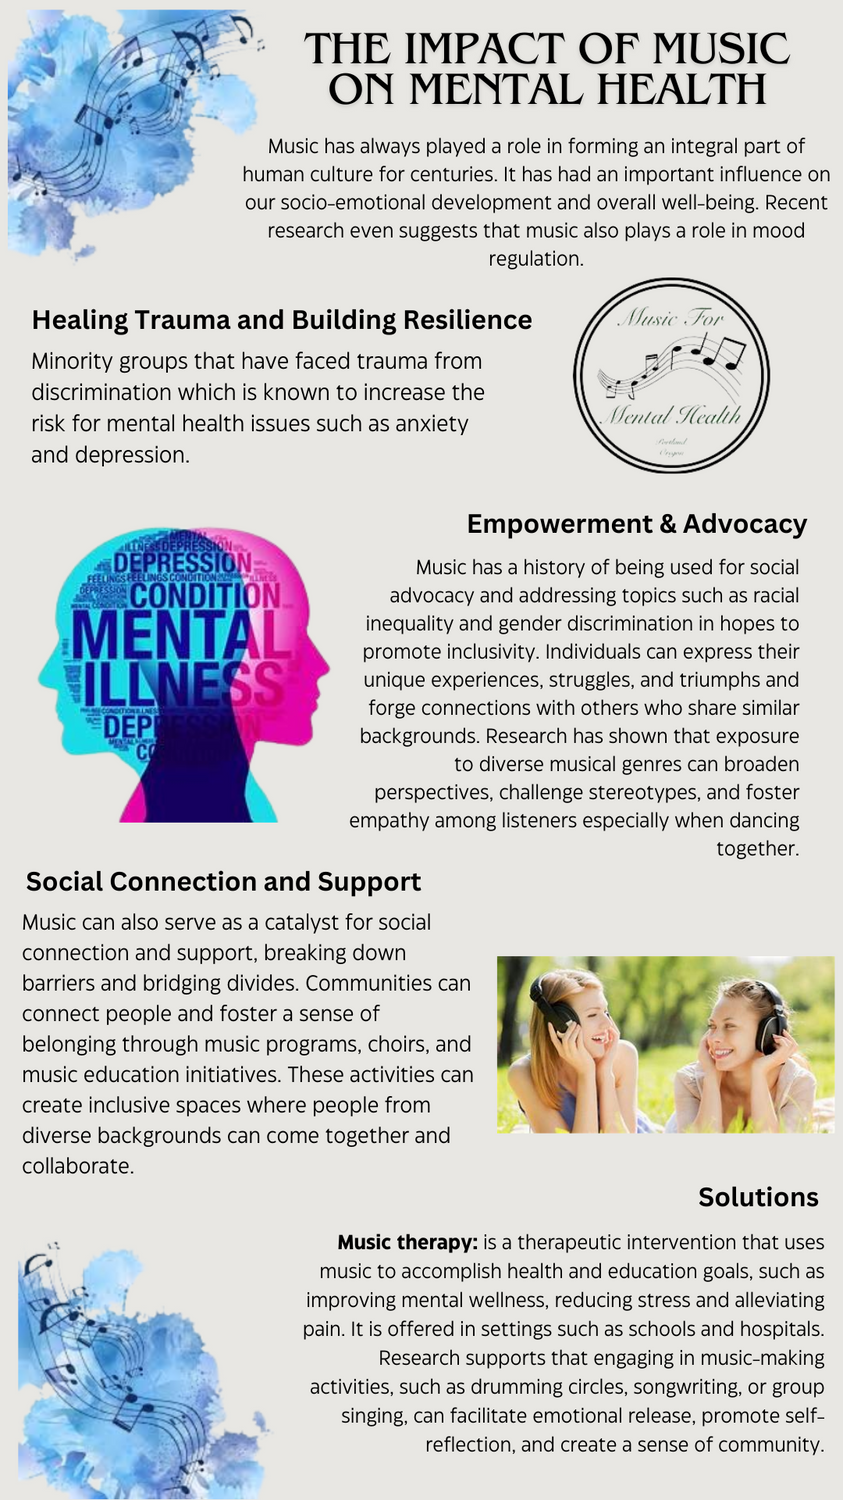 THE IMPACT OF MUSIC
ON MENTAL HEALTH
Music has always played a role in forming an integral part of
human culture for centuries. It has had an important influence on
our socio-emotional development and overall well-being. Recent
research even suggests that music also plays a role in mood
regulation.
Healing Trauma and Building Resilience
Minority groups that have faced trauma from
discrimination which is known to increase the
risk for mental health issues such as anxiety
and depression.
Music For
Mental Health
Portland
Oregon
Empowerment & Advocacy
Music has a history of being used for social
advocacy and addressing topics such as racial
inequality and gender discrimination in hopes to
promote inclusivity. Individuals can express their
unique experiences, struggles, and triumphs and
forge connections with others who share similar
backgrounds. Research has shown that exposure
to diverse musical genres can broaden
perspectives, challenge stereotypes, and foster
empathy among listeners especially when dancing
together.
MENTAL
ILLNESS DEPRESSION
DEPRESSION
FEELINGS FEELINGS CONDITION
DEPRESSION
CONDITION
MENTAL
ILLNESS
DEPRESSION
MENTAL
Social Connection and Support
Music can also serve as a catalyst for social
connection and support, breaking down
barriers and bridging divides. Communities can
connect people and foster a sense of
belonging through music programs, choirs, and
music education initiatives. These activities can
create inclusive spaces where people from
diverse backgrounds can come together and
collaborate.
Solutions
Music therapy: is a therapeutic intervention that uses
music to accomplish health and education goals, such as
improving mental wellness, reducing stress and alleviating
pain. It is offered in settings such as schools and hospitals.
Research supports that engaging in music-making
activities, such as drumming circles, songwriting, or group
singing, can facilitate emotional release, promote self-
reflection, and create a sense of community.